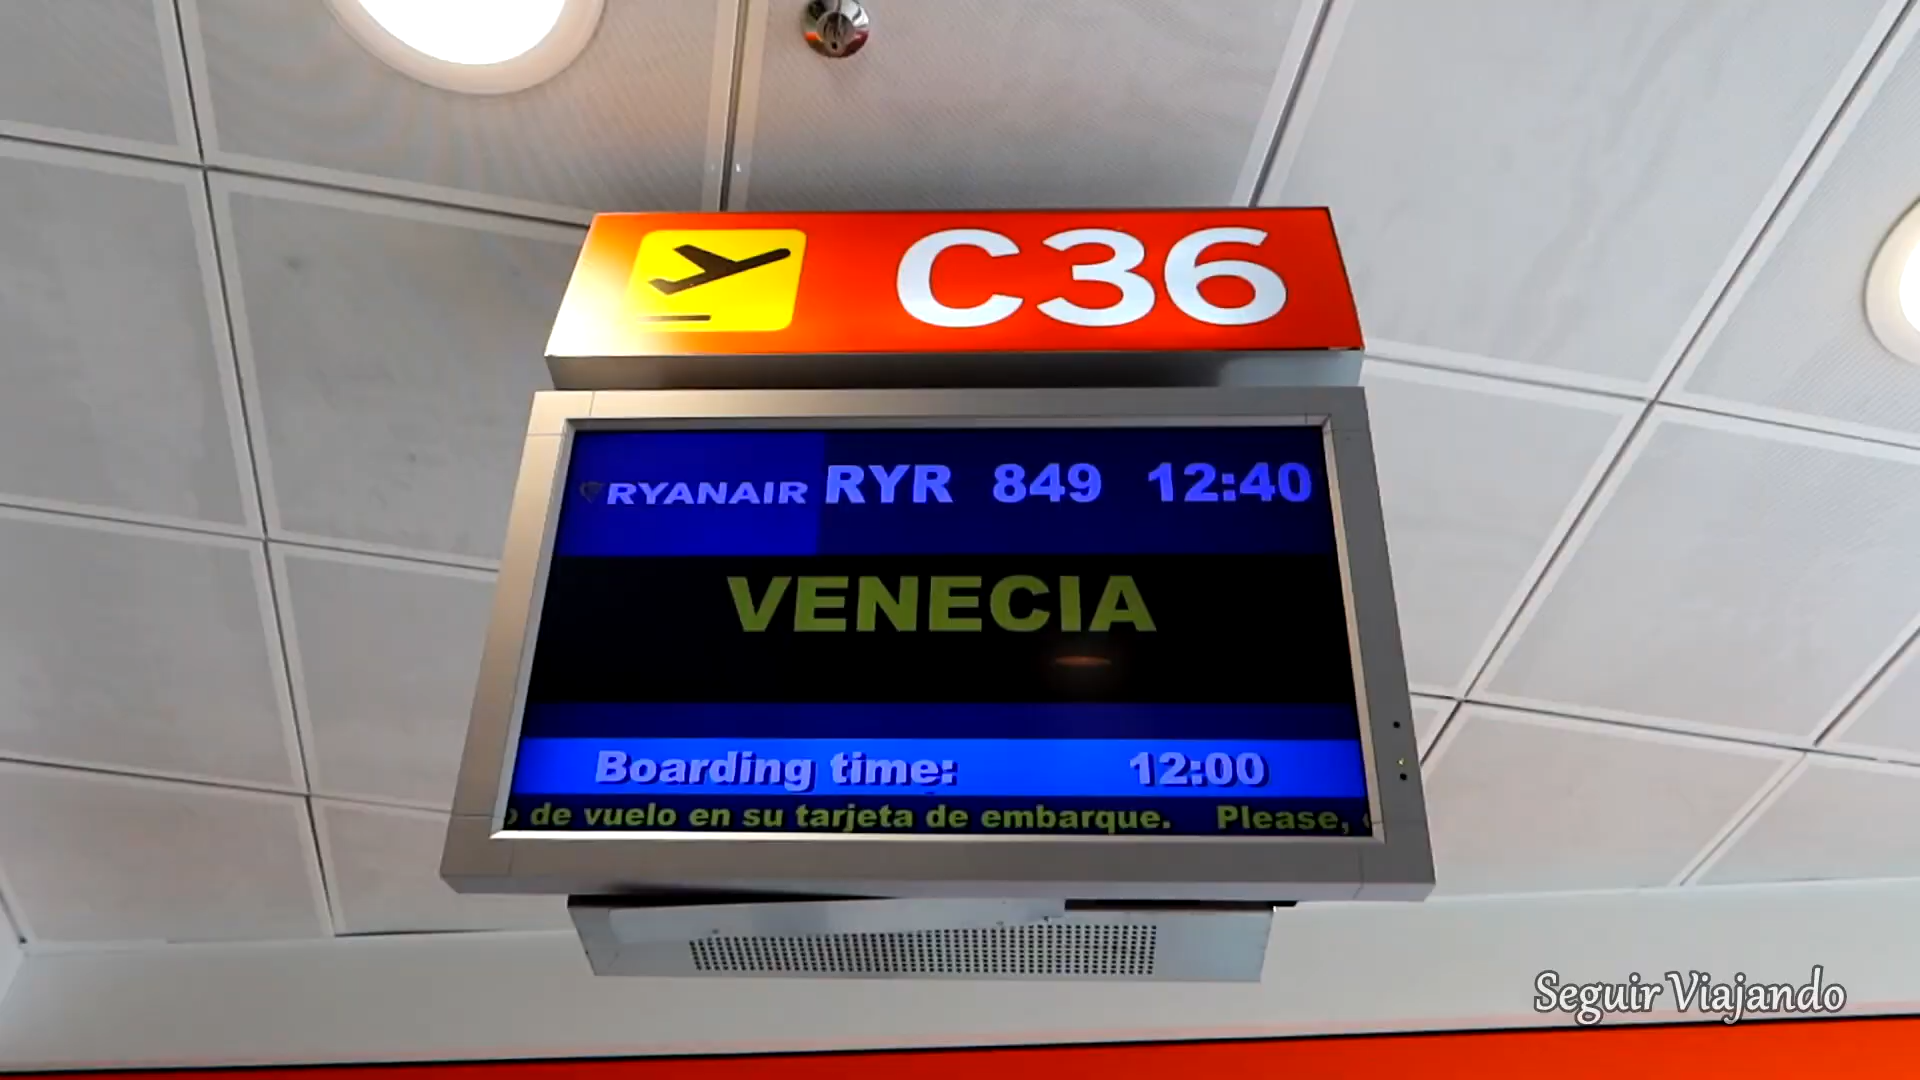 C36
RYANAIR RYR 849 12:40
VENECIA
Boarding time: 12:00
de vuelo en su tarjeta de embarque. Please,
Seguir Viajando